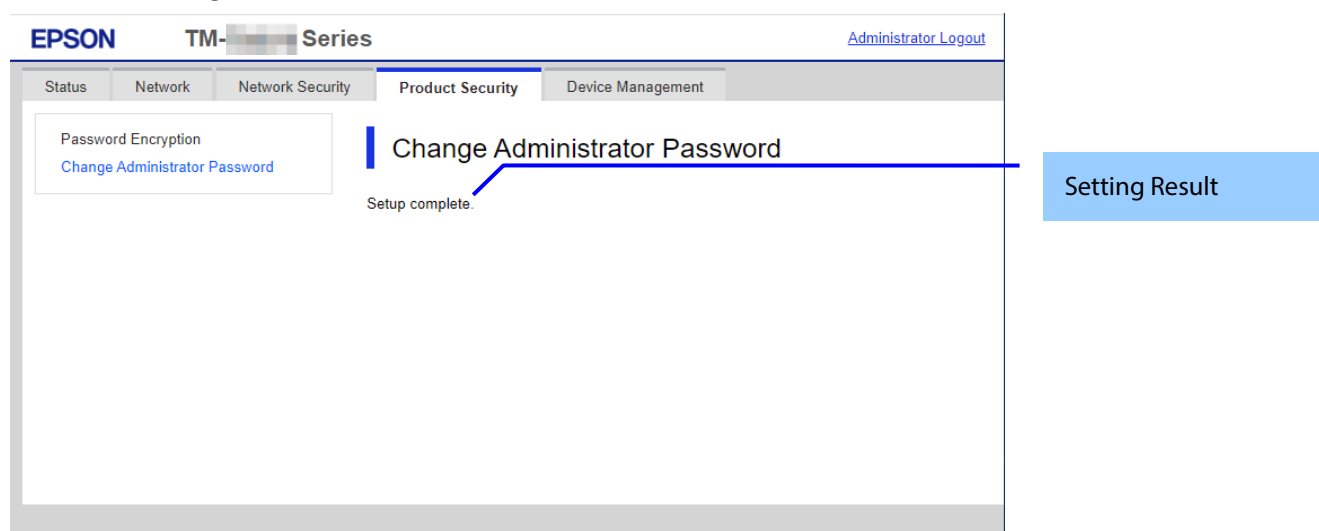 EPSON TM- Series Administrator Logout
Status Network Network Security Product Security Device Management
Password Encryption
Change Administrator Password
Change Administrator Password
Setup complete.
Setting Result